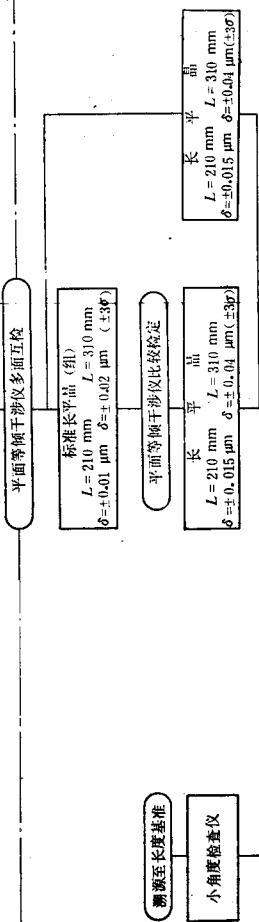 平面等倾干涉仪多面互检
标准长平晶（组）
L=210 mm L=310 mm
δ=±0.01 μm δ=±0.02 μm （±3σ）
平面等倾干涉仪比较检定
长 平 晶
L=210 mm L=310 mm
δ=±0.015 μm δ=±0.04 μm(±3σ)
长 平 晶
L=210 mm L=310 mm
δ=±0.015 μm δ=±0.04 μm(±3σ)
溯源至长度基准
小角度检查仪